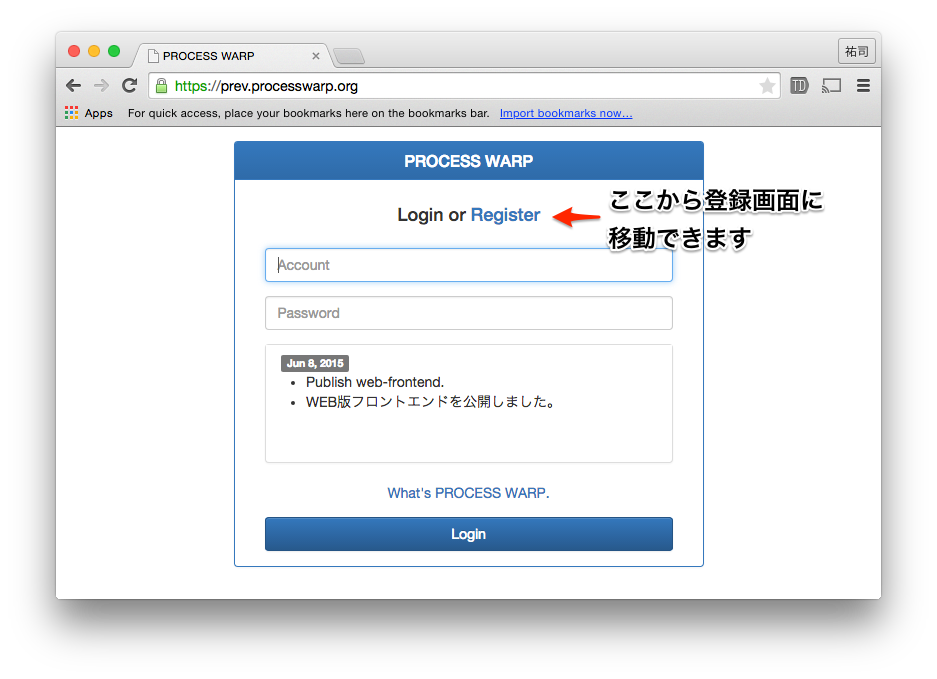 PROCESS WARP
祐司
https://prev.processwarp.org
TD
Apps For quick access, place your bookmarks here on the bookmarks bar. Import bookmarks now...
PROCESS WARP
Login or Register
ここから登録画面に
移動できます
Account
Password
Jun 8, 2015
• Publish web-frontend.
• WEB版フロントエンドを公開しました。
What's PROCESS WARP.
Login